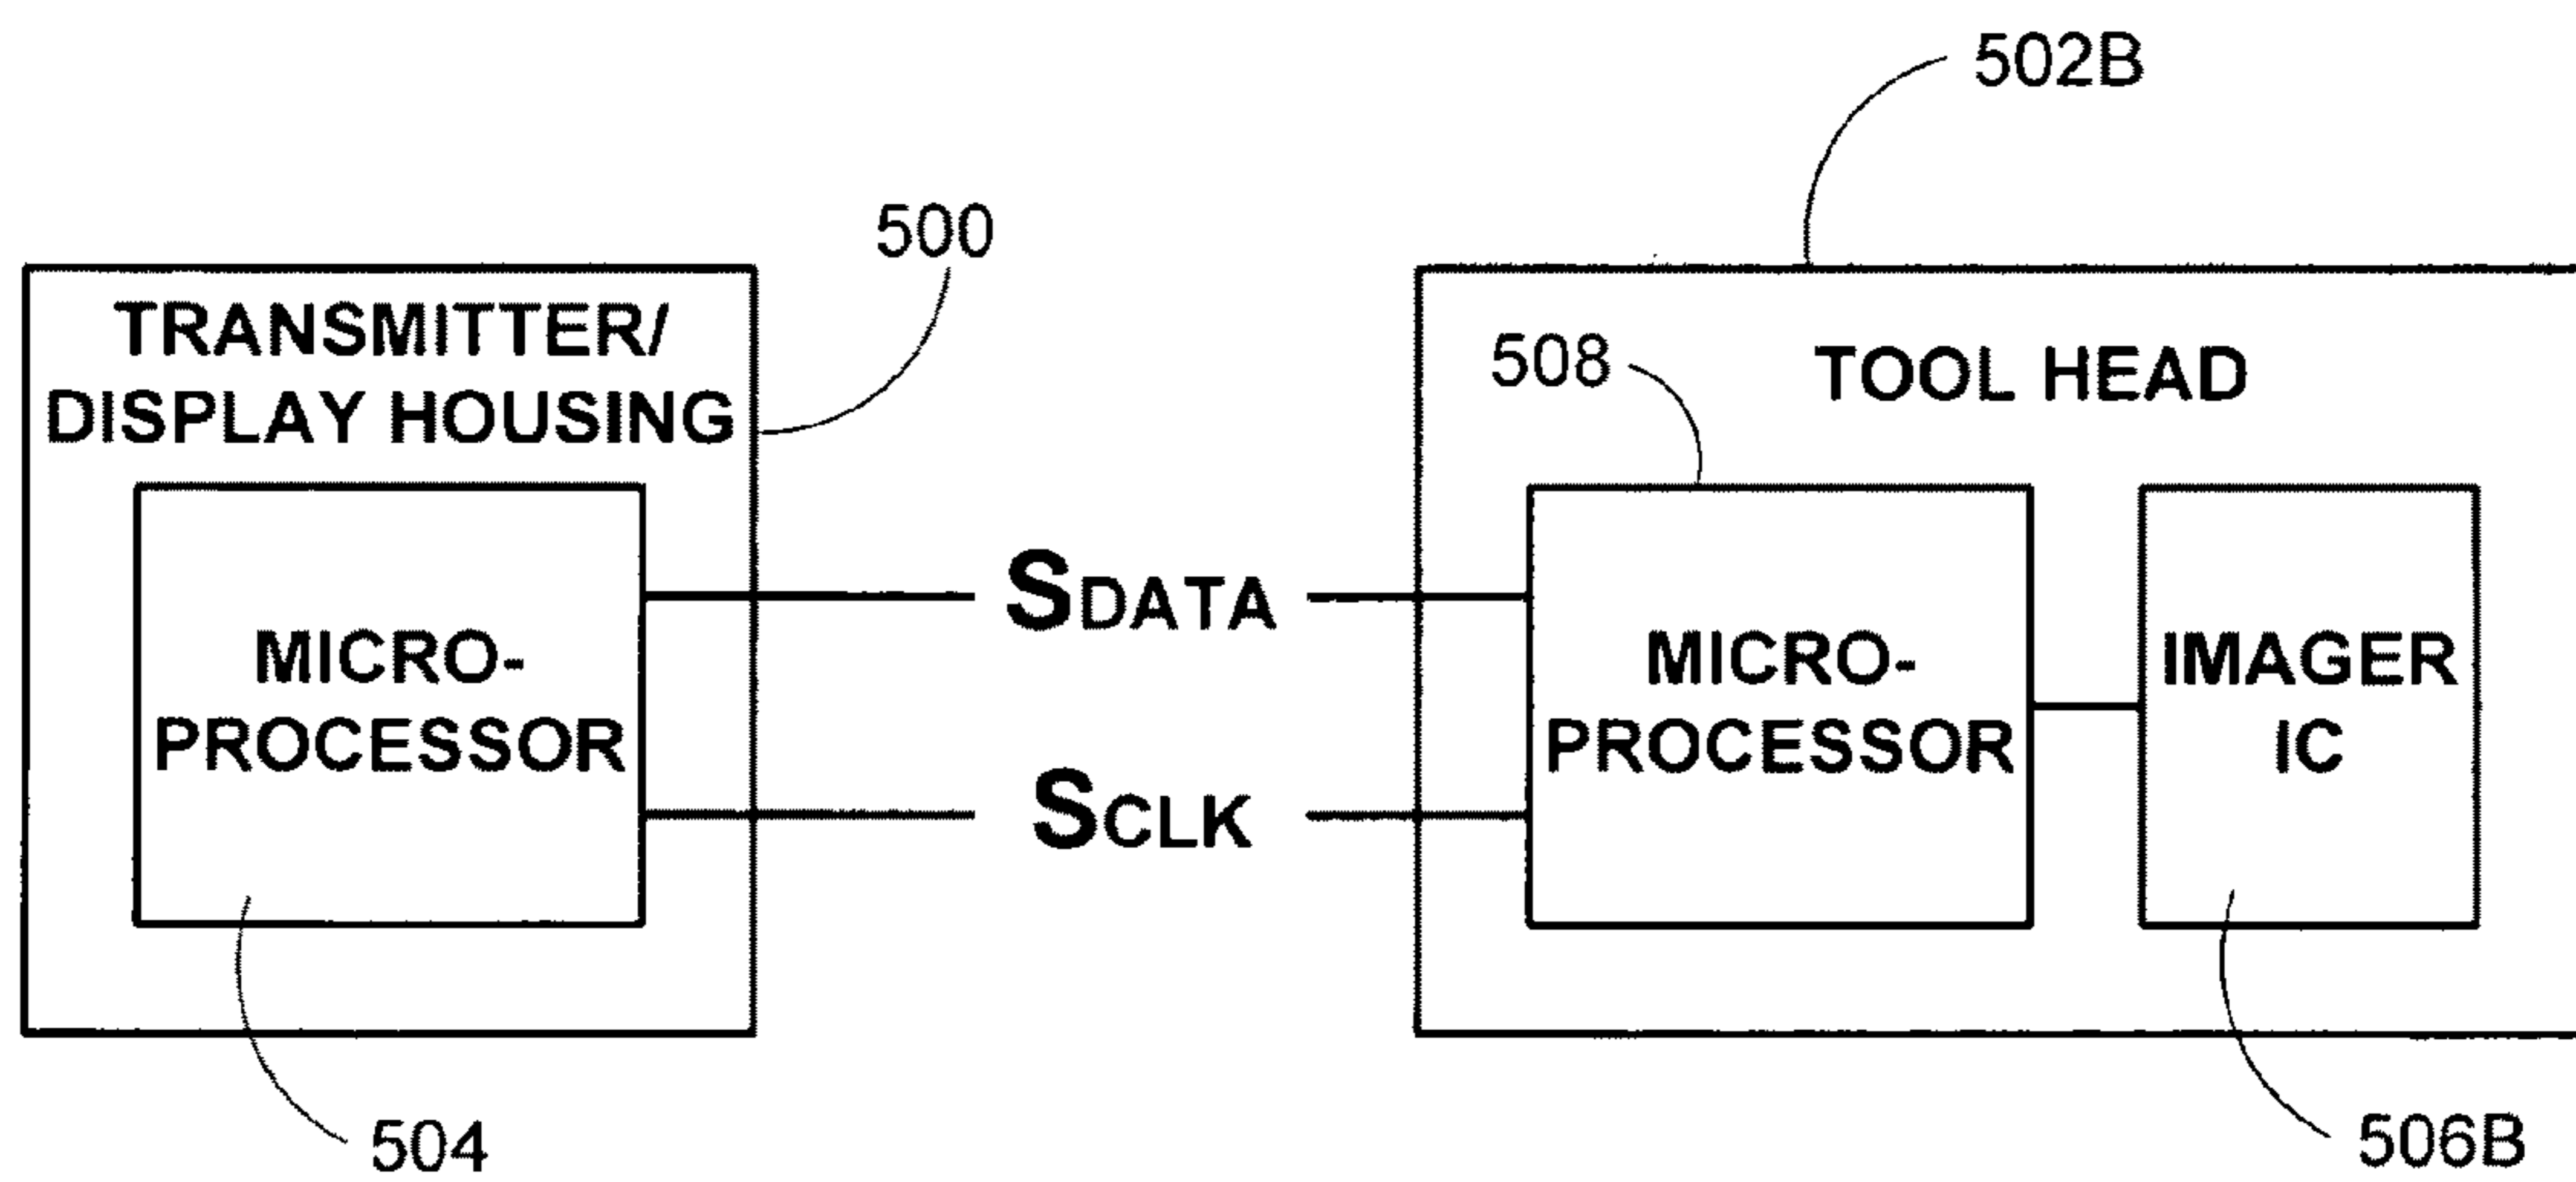 502B
500
TRANSMITTER/
DISPLAY HOUSING
508
TOOL HEAD
SDATA
MICRO-
PROCESSOR
MICRO-
PROCESSOR
IMAGER
IC
SCLK
504
506B